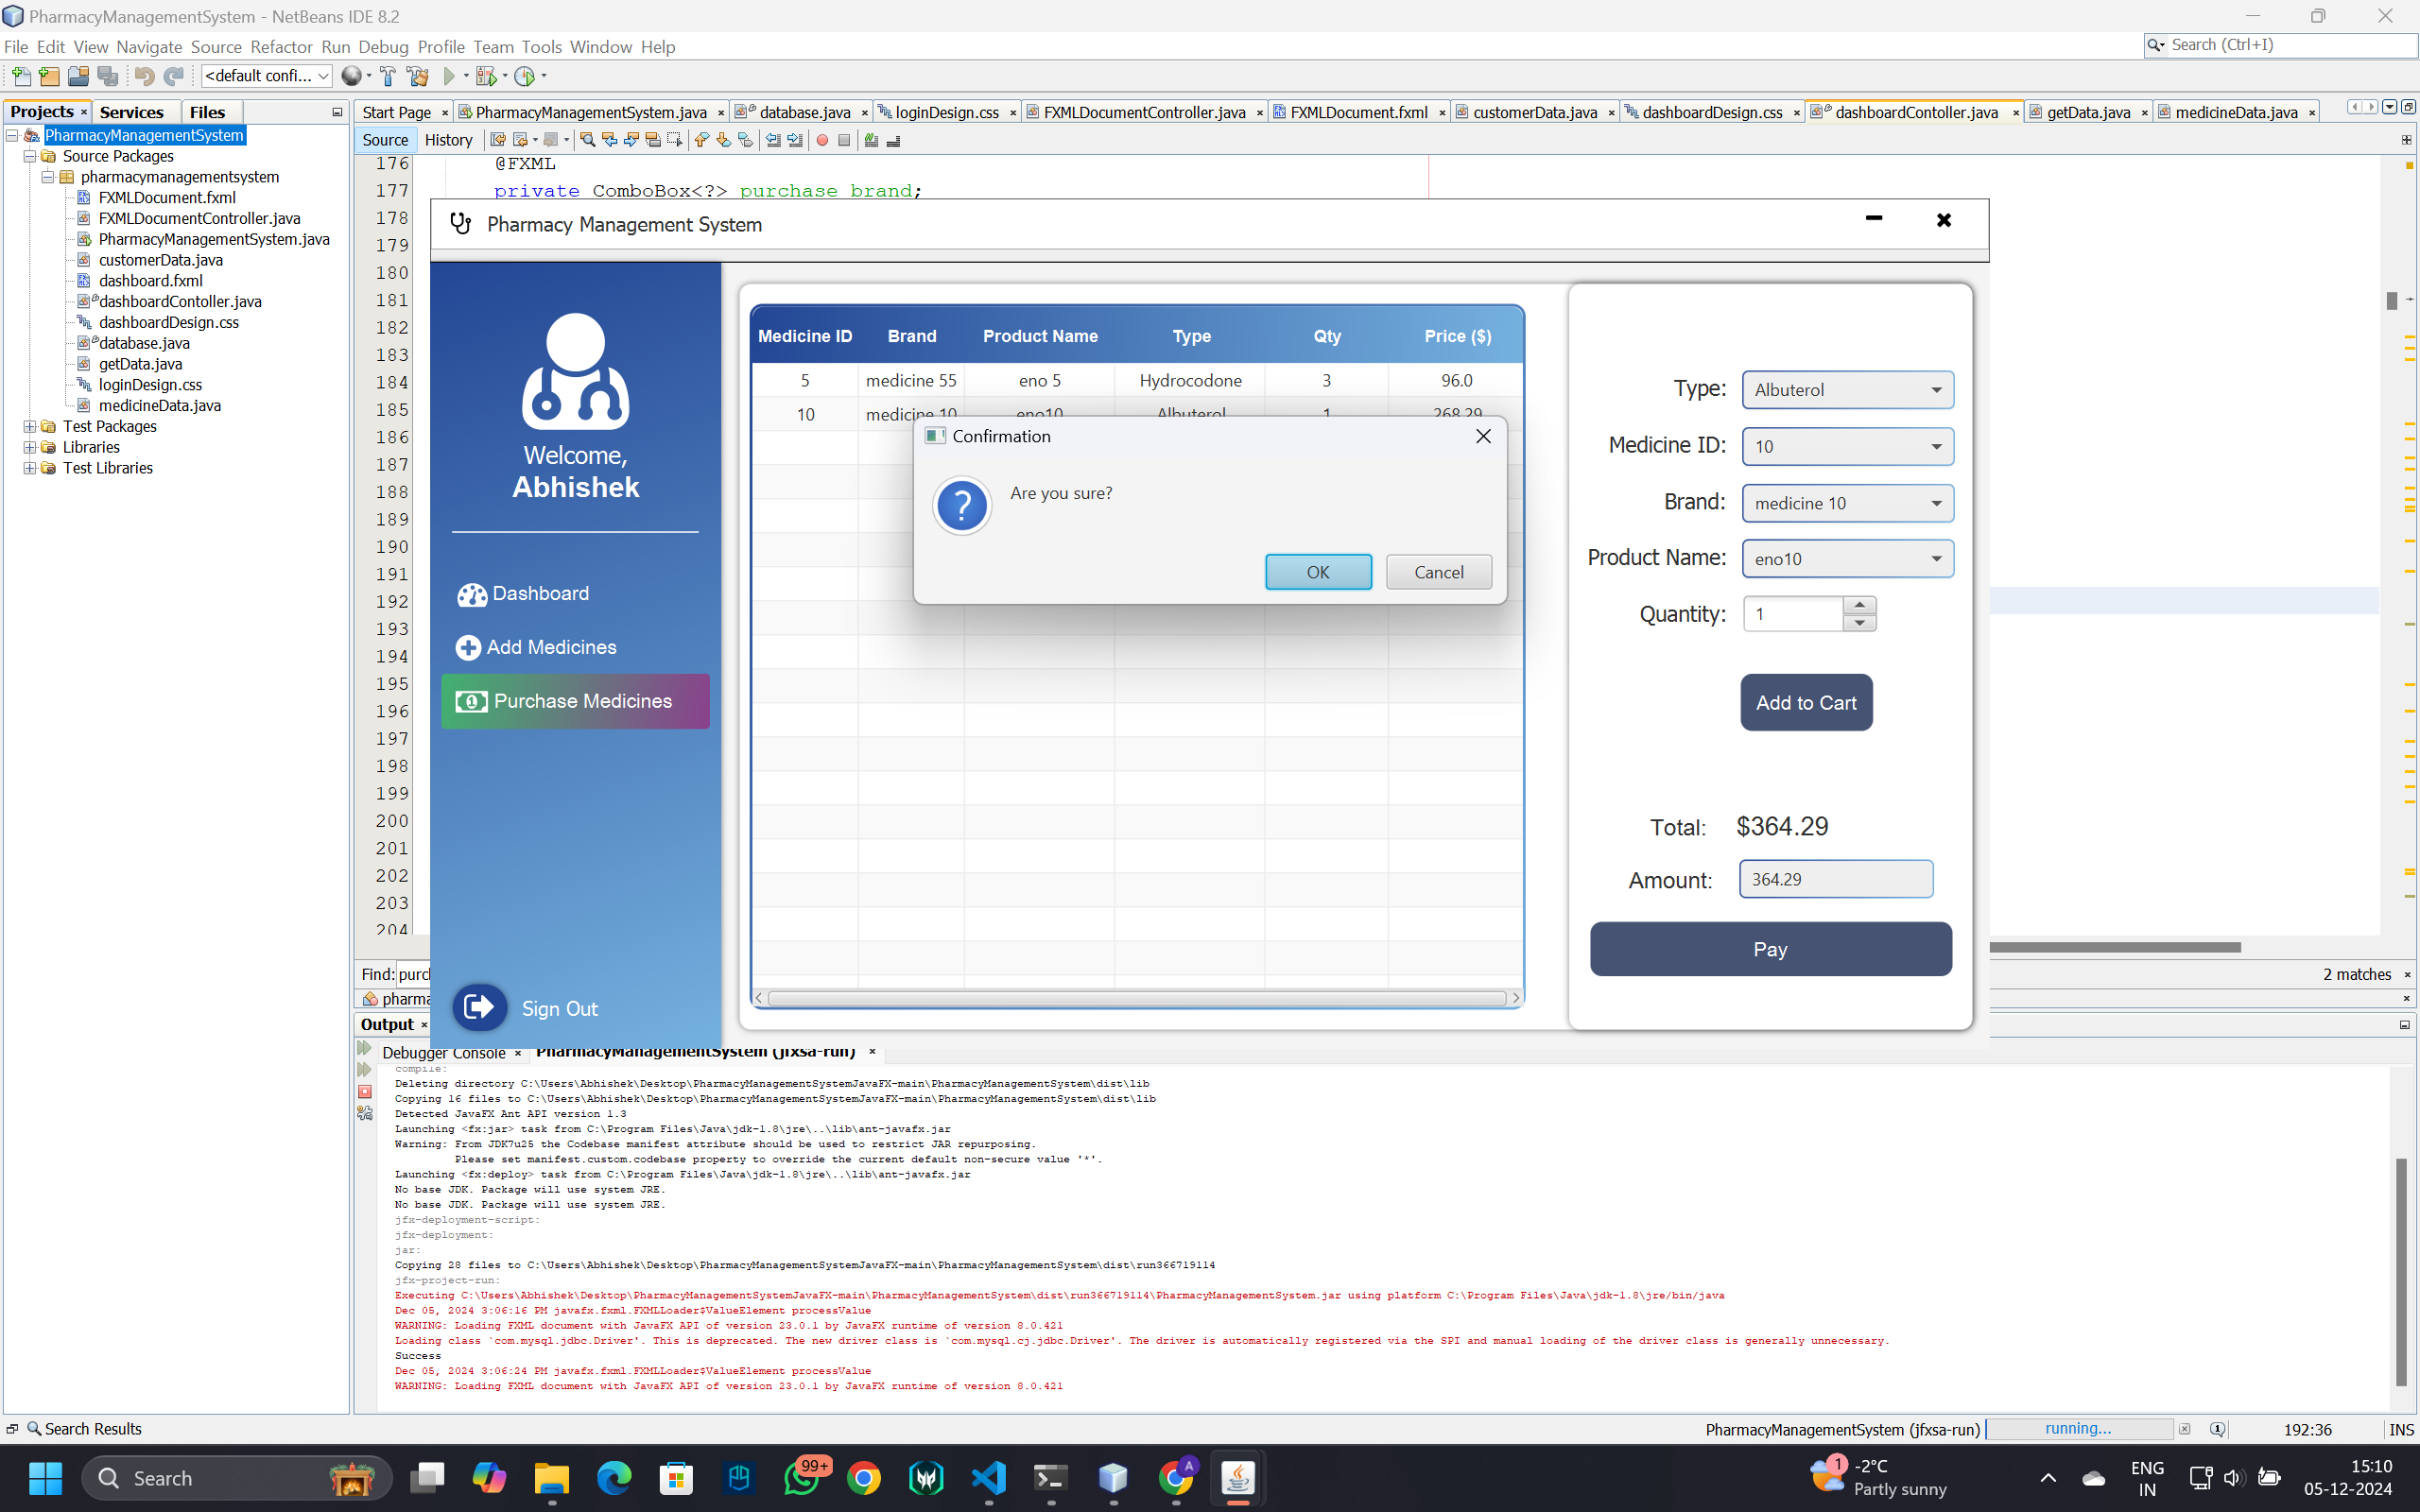 PharmacyManagementSystem - NetBeans IDE 8.2
File Edit View Navigate Source Refactor Run Debug Profile Team Tools Window Help
Search (Ctrl+I)
<default confi...
Projects Services Files
Start Page PharmacyManagementSystem.java database.java loginDesign.css FXMLDocumentController.java FXMLDocument.fxml customerData.java dashboardDesign.css dashboardContoller.java getData.java medicineData.java
Source History
PharmacyManagementSystem
Source Packages
pharmacymanagementsystem
FXMLDocument.fxml
FXMLDocumentController.java
PharmacyManagementSystem.java
customerData.java
dashboard.fxml
dashboardContoller.java
dashboardDesign.css
database.java
getData.java
loginDesign.css
medicineData.java
Test Packages
Libraries
Test Libraries
176 @FXML
177 private ComboBox<?> purchase_brand;
178
179
180
181
182
183
184
185
186
187
188
189
190
191
192
193
194
195
196
197
198
199
200
201
202
203
204
Pharmacy Management System
Welcome,
Abhishek
Dashboard
Add Medicines
Purchase Medicines
Sign Out
Medicine ID Brand Product Name Type Qty Price ($)
5 medicine 55 eno 5 Hydrocodone 3 96.0
10 medicine 10 eno10 Albuterol 1 268.29
Confirmation
Are you sure?
OK Cancel
Type: Albuterol
Medicine ID: 10
Brand: medicine 10
Product Name: eno10
Quantity: 1
Add to Cart
Total: $364.29
Amount: 364.29
Pay
Find: purc
2 matches
pharma
Output
Debugger Console PharmacyManagementSystem (jfxsa-run)
compile:
Deleting directory C:\Users\Abhishek\Desktop\PharmacyManagementSystemJavaFX-main\PharmacyManagementSystem\dist\lib
Copying 16 files to C:\Users\Abhishek\Desktop\PharmacyManagementSystemJavaFX-main\PharmacyManagementSystem\dist\lib
Detected JavaFX Ant API version 1.3
Launching <fx:jar> task from C:\Program Files\Java\jdk-1.8\jre\..\lib\ant-javafx.jar
Warning: From JDK7u25 the Codebase manifest attribute should be used to restrict JAR repurposing.
Please set manifest.custom.codebase property to override the current default non-secure value '*'.
Launching <fx:deploy> task from C:\Program Files\Java\jdk-1.8\jre\..\lib\ant-javafx.jar
No base JDK. Package will use system JRE.
No base JDK. Package will use system JRE.
jfx-deployment-script:
jfx-deployment:
jar:
Copying 28 files to C:\Users\Abhishek\Desktop\PharmacyManagementSystemJavaFX-main\PharmacyManagementSystem\dist\run366719114
jfx-project-run:
Executing C:\Users\Abhishek\Desktop\PharmacyManagementSystemJavaFX-main\PharmacyManagementSystem\dist\run366719114\PharmacyManagementSystem.jar using platform C:\Program Files\Java\jdk-1.8\jre/bin/java
Dec 05, 2024 3:06:16 PM javafx.fxml.FXMLLoader$ValueElement processValue
WARNING: Loading FXML document with JavaFX API of version 23.0.1 by JavaFX runtime of version 8.0.421
Loading class `com.mysql.jdbc.Driver'. This is deprecated. The new driver class is `com.mysql.cj.jdbc.Driver'. The driver is automatically registered via the SPI and manual loading of the driver class is generally unnecessary.
Success
Dec 05, 2024 3:06:24 PM javafx.fxml.FXMLLoader$ValueElement processValue
WARNING: Loading FXML document with JavaFX API of version 23.0.1 by JavaFX runtime of version 8.0.421
Search Results
PharmacyManagementSystem (jfxsa-run) running... 192:36 INS
Search
99+
1 -2°C
Partly sunny
ENG
IN
15:10
05-12-2024